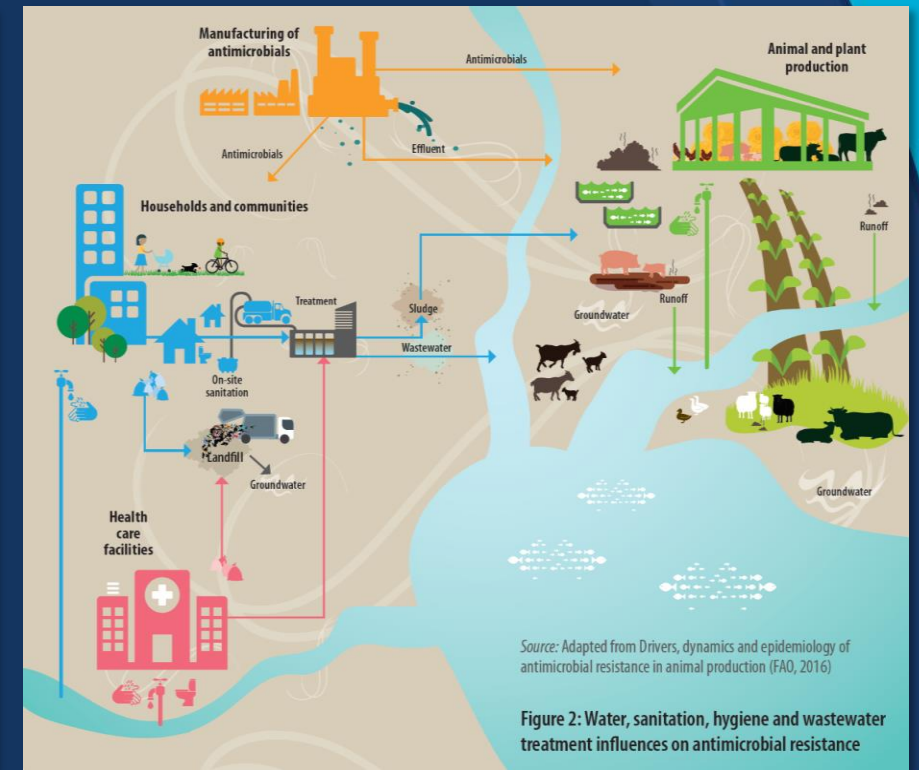 Manufacturing of
antimicrobials
Antimicrobials
Animal and plant
production
Antimicrobials
Effluent
Households and communities
Runoff
Treatment
Sludge
Runoff
Groundwater
Wastewater
On-site
sanitation
Landfill
Groundwater
Groundwater
Health
care
facilities
Source: Adapted from Drivers, dynamics and epidemiology of
antimicrobial resistance in animal production (FAO, 2016)
Figure 2: Water, sanitation, hygiene and wastewater
treatment influences on antimicrobial resistance